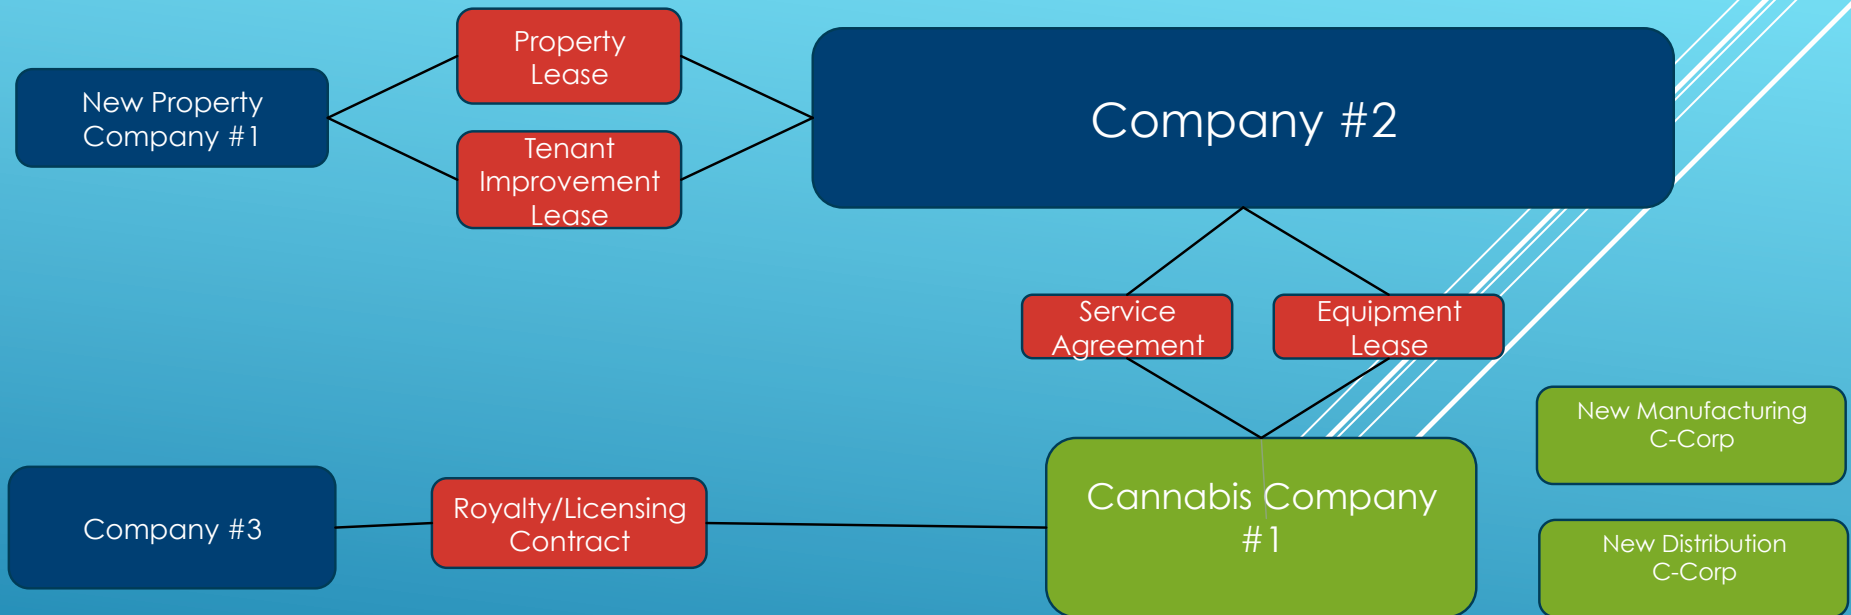 Property
Lease
New Property
Company #1
Tenant
Improvement
Lease
Company #2
Service
Agreement
Equipment
Lease
New Manufacturing
C-Corp
Company #3
Royalty/Licensing
Contract
Cannabis Company
#1
New Distribution
C-Corp